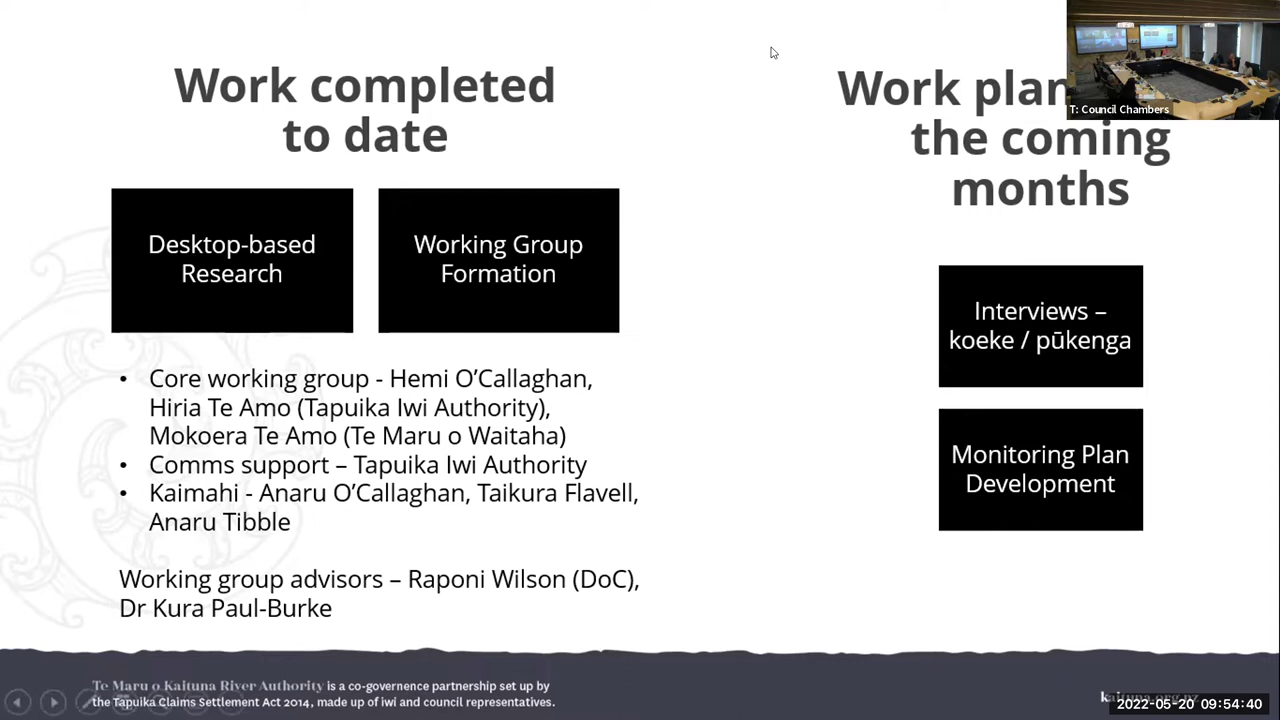 Work completed
to date
Desktop-based
Research
Working Group
Formation
• Core working group - Hemi O’Callaghan,
Hiria Te Amo (Tapuika Iwi Authority),
Mokoera Te Amo (Te Maru o Waitaha)
• Comms support – Tapuika Iwi Authority
• Kaimahi - Anaru O’Callaghan, Taikura Flavell,
Anaru Tibble
Working group advisors – Raponi Wilson (DoC),
Dr Kura Paul-Burke
Work
the coming
months
Interviews –
koeke / pūkenga
Monitoring Plan
Development
T: Council Chambers
Te Maru o Kaituna River Authority is a co-governence partnership set up by
the Tapuika Claims Settlement Act 2014, made up of iwi and council representatives.
kaituna.org.nz
2022-05-20 09:54:40